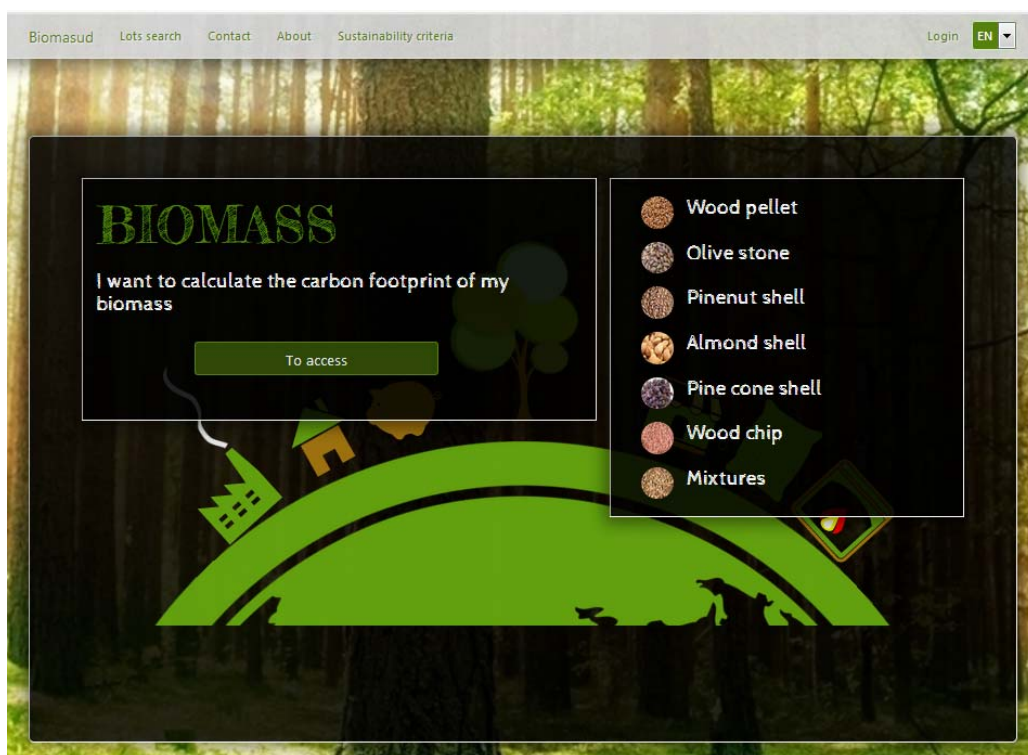 Biomasud Lots search Contact About Sustainability criteria Login EN
BIOMASS
I want to calculate the carbon footprint of my
biomass
To access
Wood pellet
Olive stone
Pinenut shell
Almond shell
Pine cone shell
Wood chip
Mixtures